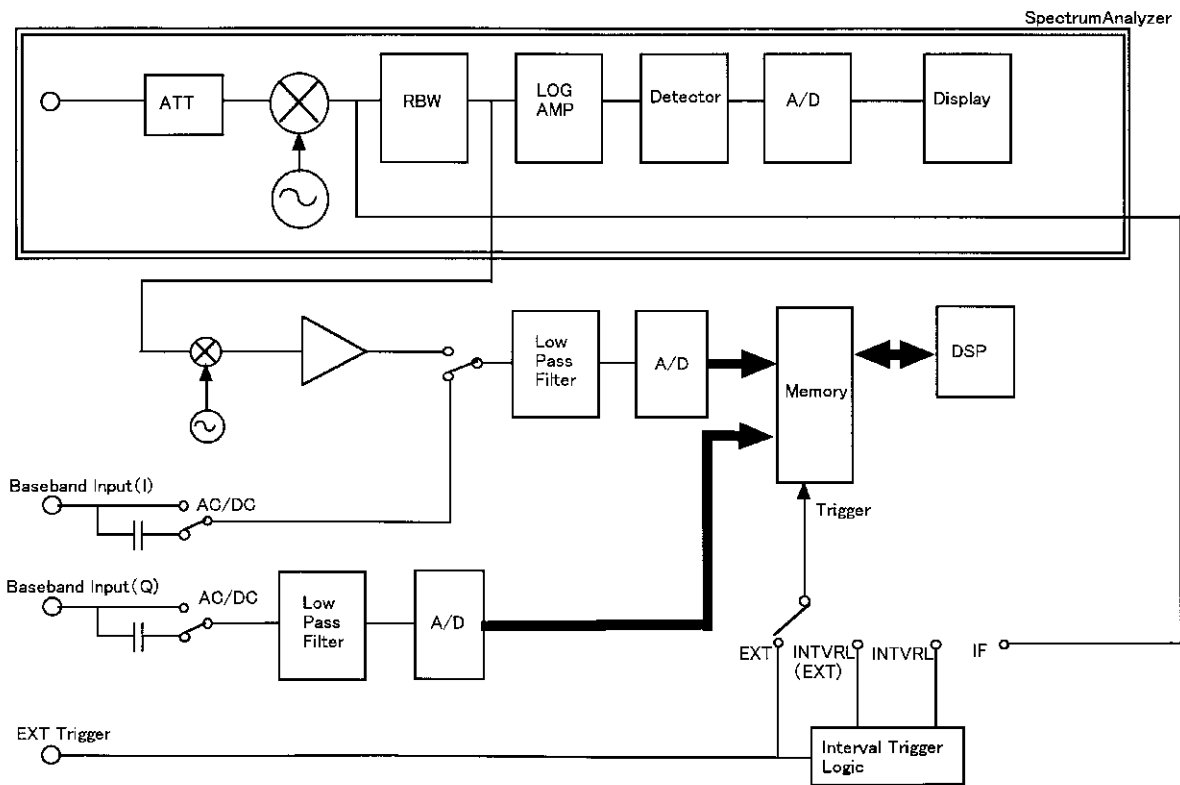 SpectrumAnalyzer
ATT
RBW
LOG
AMP
Detector
A/D
Display
Low
Pass
Filter
A/D
Memory
DSP
Baseband Input(I)
AC/DC
Trigger
Baseband Input(Q)
AC/DC
Low
Pass
Filter
A/D
EXT
INTVRL
(EXT)
INTVRL
IF
EXT Trigger
Interval Trigger
Logic